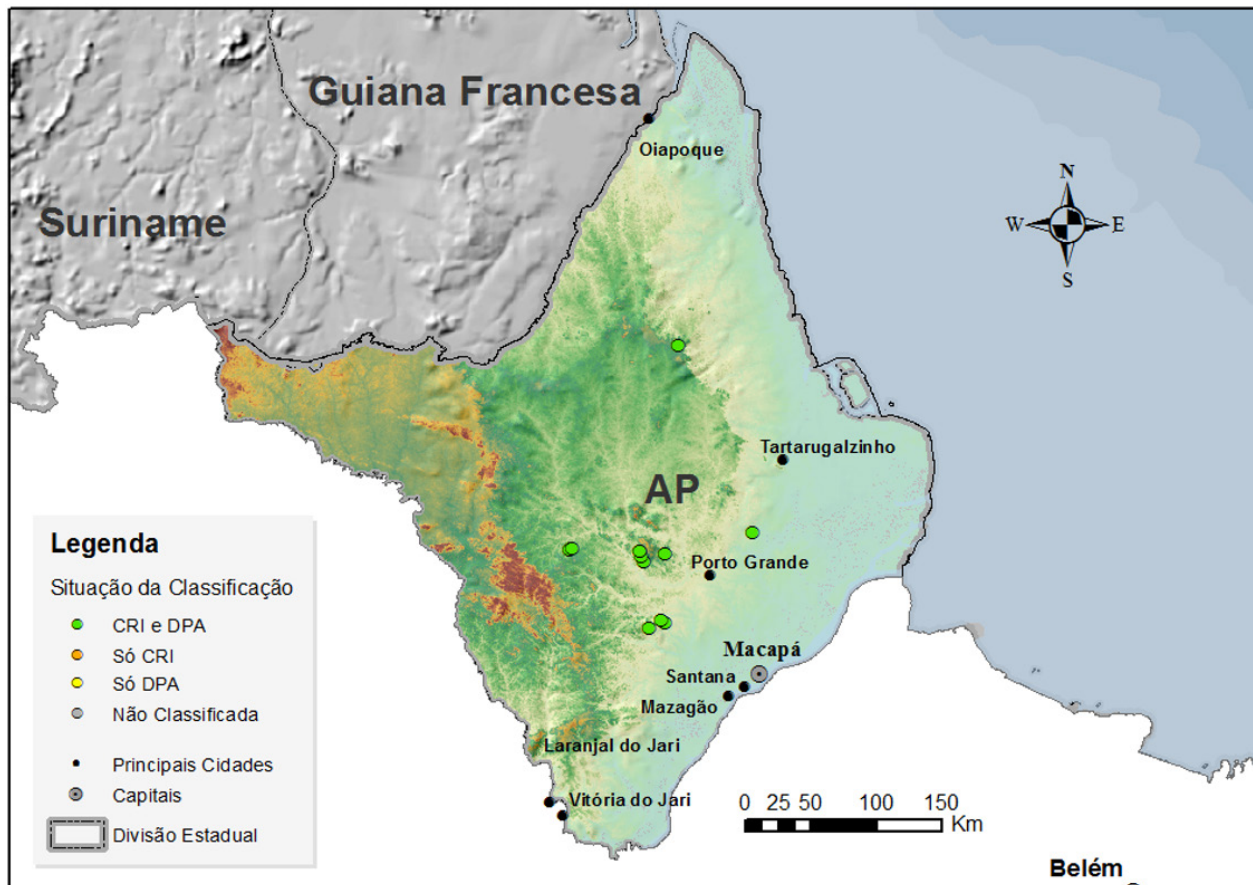 Guiana Francesa
Oiapoque
Suriname
N
W
E
S
Tartarugalzinho
AP
Porto Grande
Macapá
Santana
Mazagão
Laranjal do Jari
Vitória do Jari
Legenda
Situação da Classificação
CRI e DPA
Só CRI
Só DPA
Não Classificada
Principais Cidades
Capitais
Divisão Estadual
0 25 50 100 150
Km
Belém